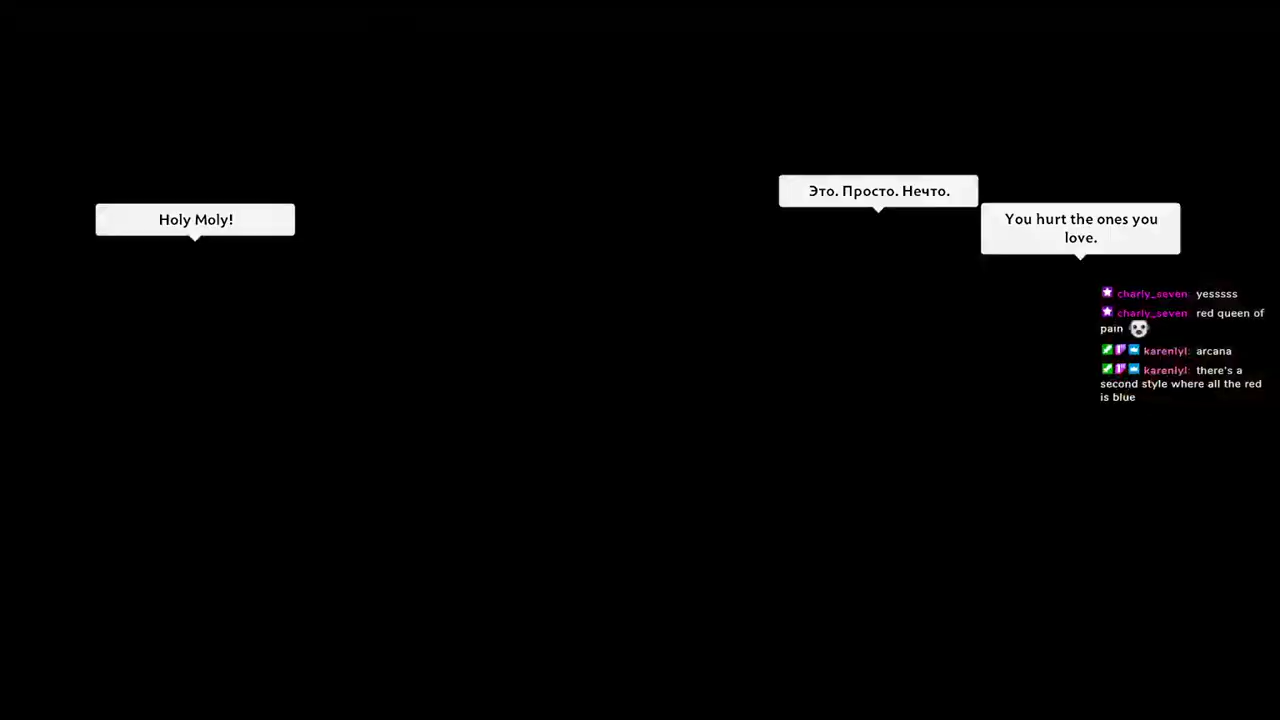 Holy Moly!
Это. Просто. Нечто.
You hurt the ones you
love.
charly_seven: yesssss
charly_seven: red queen of
pain
karenlyl: arcana
karenlyl: there's a
second style where all the red
is blue